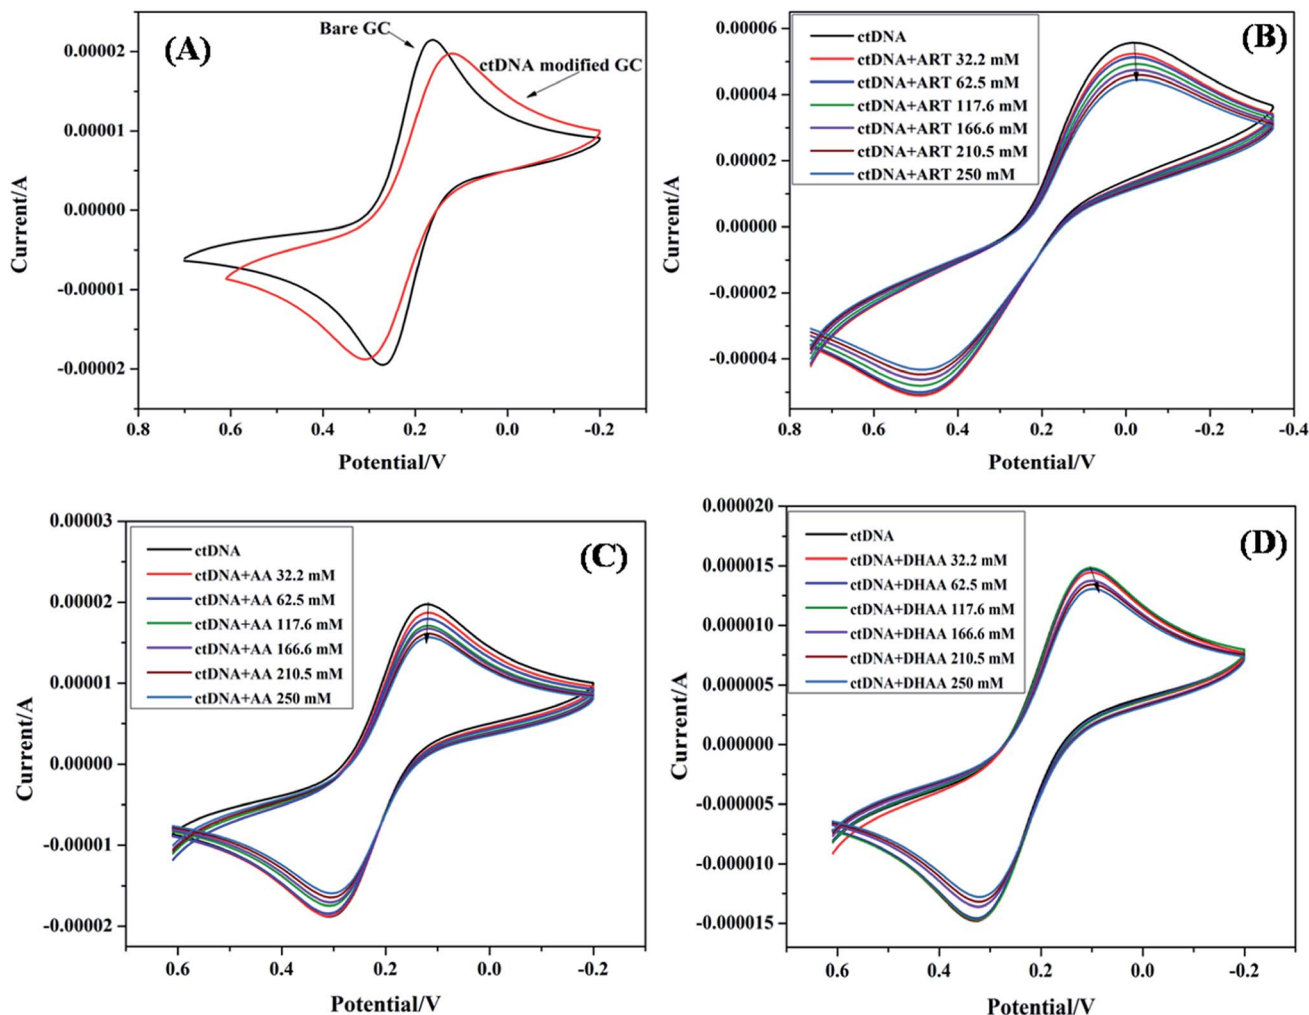 (A)
Bare GC
ctDNA modified GC
0.00002
0.00001
0.00000
-0.00001
-0.00002
Current/A
0.8 0.6 0.4 0.2 0.0 -0.2
Potential/V
(B)
ctDNA
ctDNA+ART 32.2 mM
ctDNA+ART 62.5 mM
ctDNA+ART 117.6 mM
ctDNA+ART 166.6 mM
ctDNA+ART 210.5 mM
ctDNA+ART 250 mM
0.00006
0.00004
0.00002
0.00000
-0.00002
-0.00004
Current/A
0.8 0.6 0.4 0.2 0.0 -0.2 -0.4
Potential/V
(C)
ctDNA
ctDNA+AA 32.2 mM
ctDNA+AA 62.5 mM
ctDNA+AA 117.6 mM
ctDNA+AA 166.6 mM
ctDNA+AA 210.5 mM
ctDNA+AA 250 mM
0.00003
0.00002
0.00001
0.00000
-0.00001
-0.00002
Current/A
0.6 0.4 0.2 0.0 -0.2
Potential/V
(D)
ctDNA
ctDNA+DHAA 32.2 mM
ctDNA+DHAA 62.5 mM
ctDNA+DHAA 117.6 mM
ctDNA+DHAA 166.6 mM
ctDNA+DHAA 210.5 mM
ctDNA+DHAA 250 mM
0.000020
0.000015
0.000010
0.000005
0.000000
-0.000005
-0.000010
-0.000015
Current/A
0.6 0.4 0.2 0.0 -0.2
Potential/V